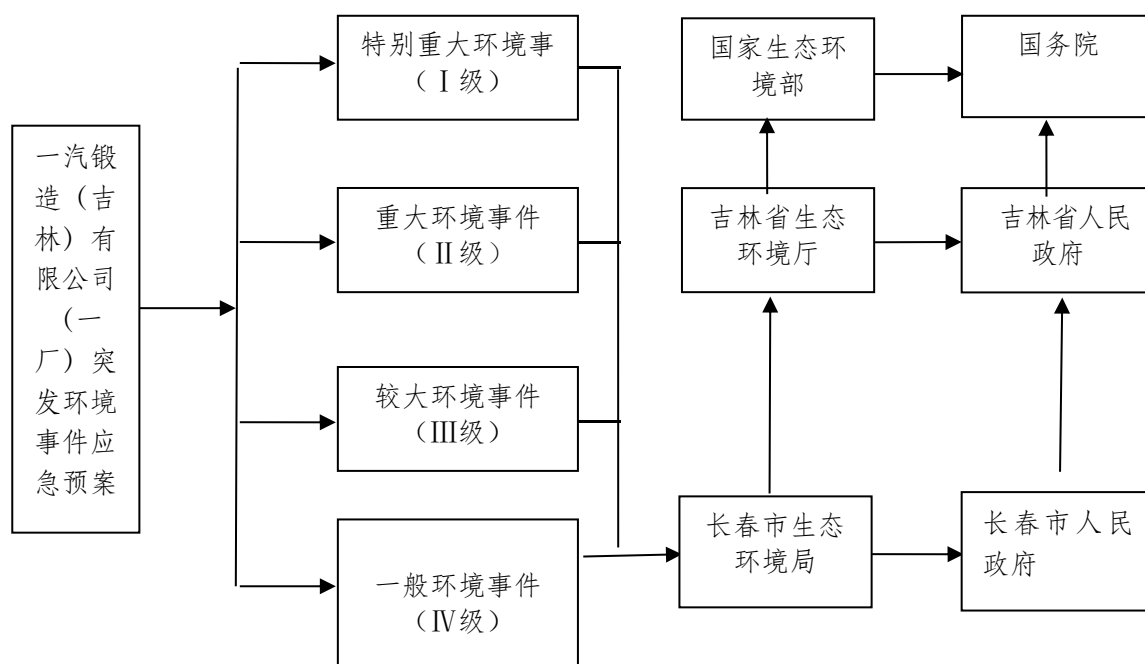 一汽锻
造（吉
林）有
限公司
（一
厂）突
发环境
事件应
急预案
特别重大环境事
（Ⅰ级）
重大环境事件
（Ⅱ级）
较大环境事件
（Ⅲ级）
一般环境事件
（Ⅳ级）
国家生态环
境部
国务院
吉林省生态
环境厅
吉林省人民
政府
长春市生态
环境局
长春市人民
政府